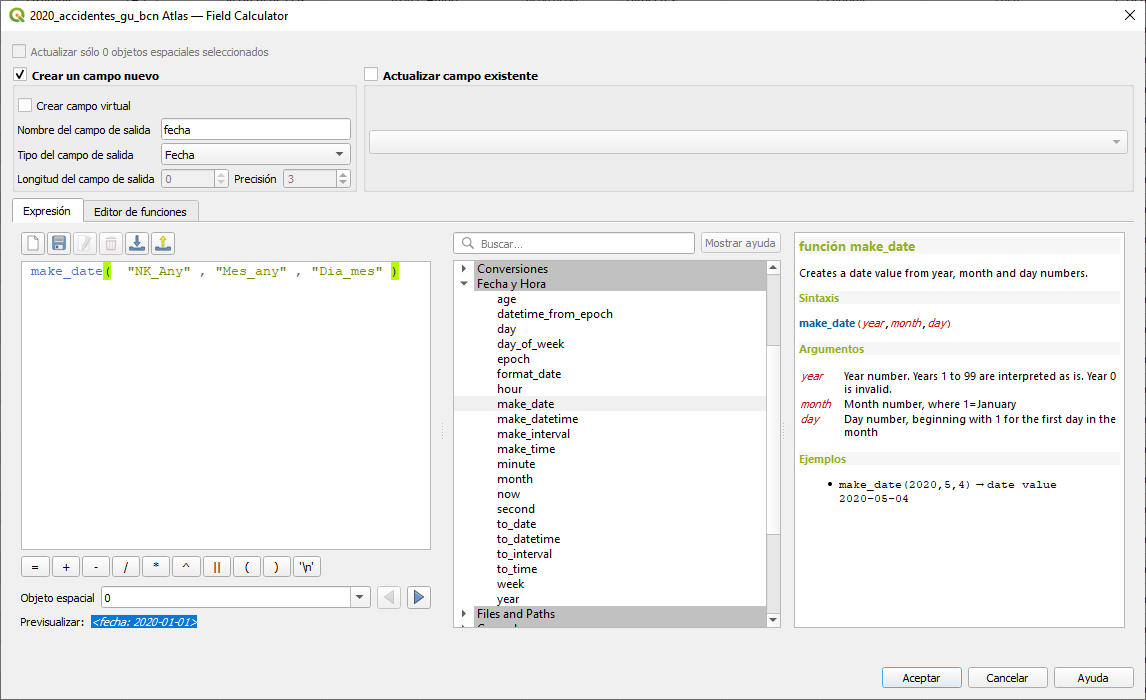 2020_accidentes_gu_bcn Atlas — Field Calculator
Actualizar sólo 0 objetos espaciales seleccionados
Crear un campo nuevo
Actualizar campo existente
Crear campo virtual
Nombre del campo de salida fecha
Tipo del campo de salida Fecha
Longitud del campo de salida 0 Precisión 3
Expresión Editor de funciones
make_date( "NK_Any" , "Mes_any" , "Dia_mes" )
= + - / * ^ || ( ) '\n'
Objeto espacial 0
Previsualizar: <fecha: 2020-01-01>
Buscar... Mostrar ayuda
Conversiones
Fecha y Hora
age
datetime_from_epoch
day
day_of_week
epoch
format_date
hour
make_date
make_datetime
make_interval
make_time
minute
month
now
second
to_date
to_datetime
to_interval
to_time
week
year
Files and Paths
función make_date
Creates a date value from year, month and day numbers.
Sintaxis
make_date(year,month,day)
Argumentos
year Year number. Years 1 to 99 are interpreted as is. Year 0
is invalid.
month Month number, where 1=January
day Day number, beginning with 1 for the first day in the
month
Ejemplos
• make_date(2020,5,4) → date value
2020-05-04
Aceptar Cancelar Ayuda